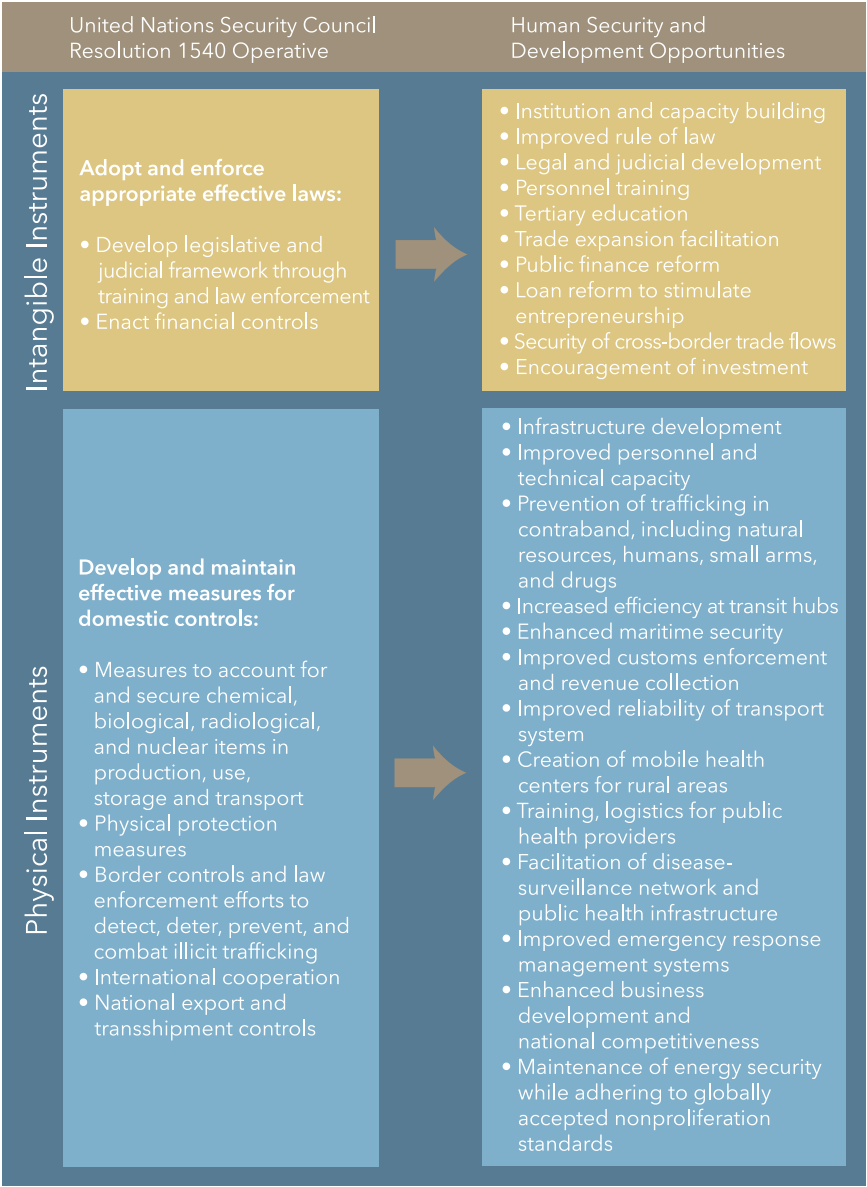 United Nations Security Council
Resolution 1540 Operative
Human Security and
Development Opportunities
Intangible Instruments
Adopt and enforce
appropriate effective laws:
• Develop legislative and
judicial framework through
training and law enforcement
• Enact financial controls
• Institution and capacity building
• Improved rule of law
• Legal and judicial development
• Personnel training
• Tertiary education
• Trade expansion facilitation
• Public finance reform
• Loan reform to stimulate
entrepreneurship
• Security of cross-border trade flows
• Encouragement of investment
Physical Instruments
Develop and maintain
effective measures for
domestic controls:
• Measures to account for
and secure chemical,
biological, radiological,
and nuclear items in
production, use,
storage and transport
• Physical protection
measures
• Border controls and law
enforcement efforts to
detect, deter, prevent, and
combat illicit trafficking
• International cooperation
• National export and
transshipment controls
• Infrastructure development
• Improved personnel and
technical capacity
• Prevention of trafficking in
contraband, including natural
resources, humans, small arms,
and drugs
• Increased efficiency at transit hubs
• Enhanced maritime security
• Improved customs enforcement
and revenue collection
• Improved reliability of transport
system
• Creation of mobile health
centers for rural areas
• Training, logistics for public
health providers
• Facilitation of disease-
surveillance network and
public health infrastructure
• Improved emergency response
management systems
• Enhanced business
development and
national competitiveness
• Maintenance of energy security
while adhering to globally
accepted nonproliferation
standards